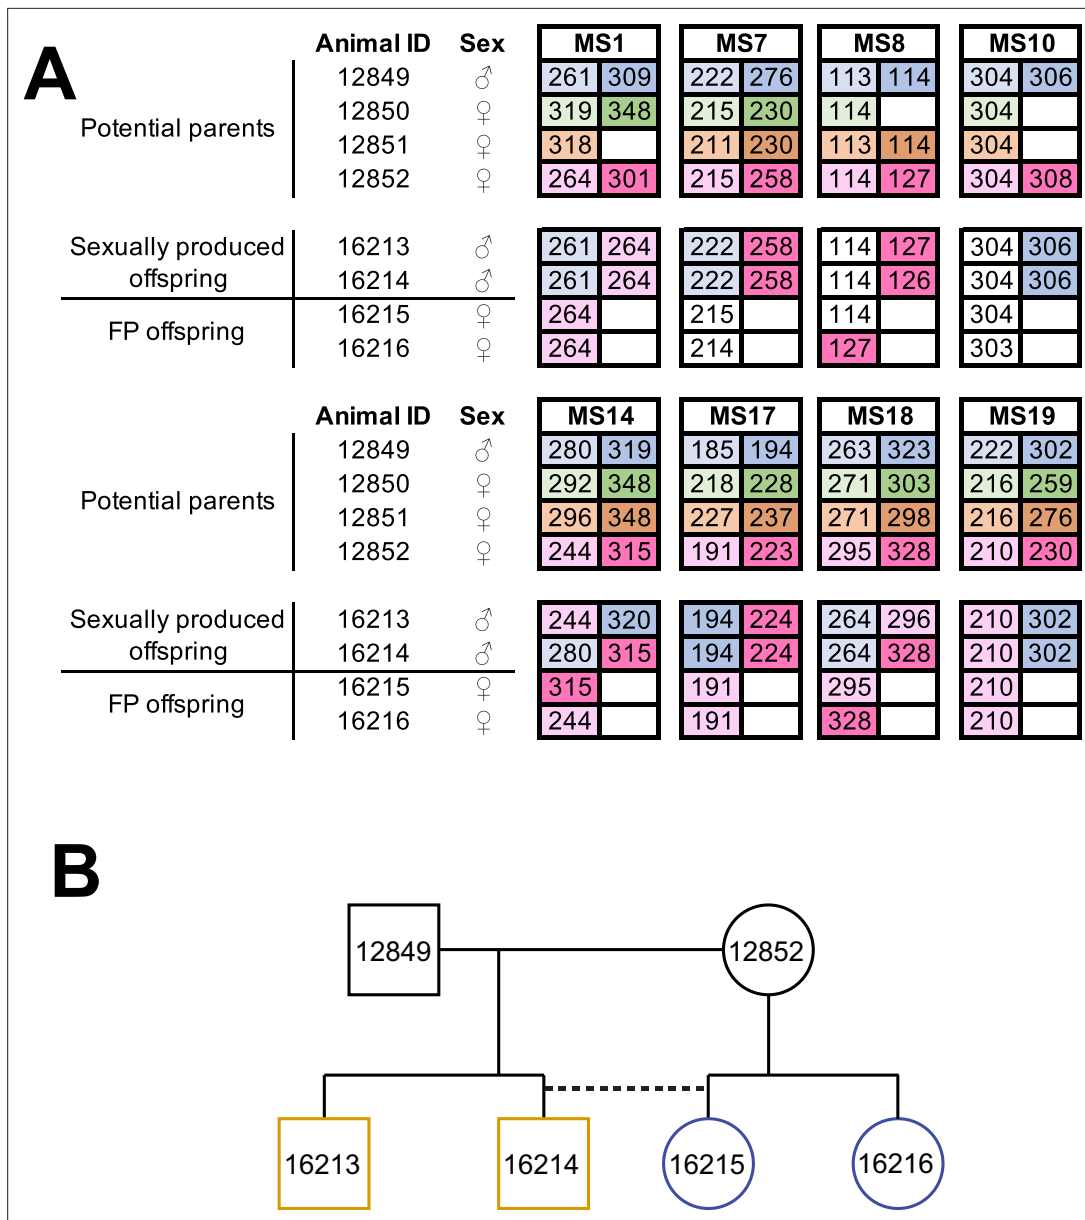 A
Animal ID Sex MS1 MS7 MS8 MS10
Potential parents
12849 ♂ 261 309 222 276 113 114 304 306
12850 ♀ 319 348 215 230 114 304
12851 ♀ 318 211 230 113 114 304
12852 ♀ 264 301 215 258 114 127 304 308
Sexually produced
offspring
16213 ♂ 261 264 222 258 114 127 304 306
16214 ♂ 261 264 222 258 114 126 304 306
FP offspring
16215 ♀ 264 215 114 304
16216 ♀ 264 214 127 303
Animal ID Sex MS14 MS17 MS18 MS19
Potential parents
12849 ♂ 280 319 185 194 263 323 222 302
12850 ♀ 292 348 218 228 271 303 216 259
12851 ♀ 296 348 227 237 271 298 216 276
12852 ♀ 244 315 191 223 295 328 210 230
Sexually produced
offspring
16213 ♂ 244 320 194 224 264 296 210 302
16214 ♂ 280 315 194 224 264 328 210 302
FP offspring
16215 ♀ 315 191 295 210
16216 ♀ 244 191 328 210
B
12849 12852
16213 16214 16215 16216